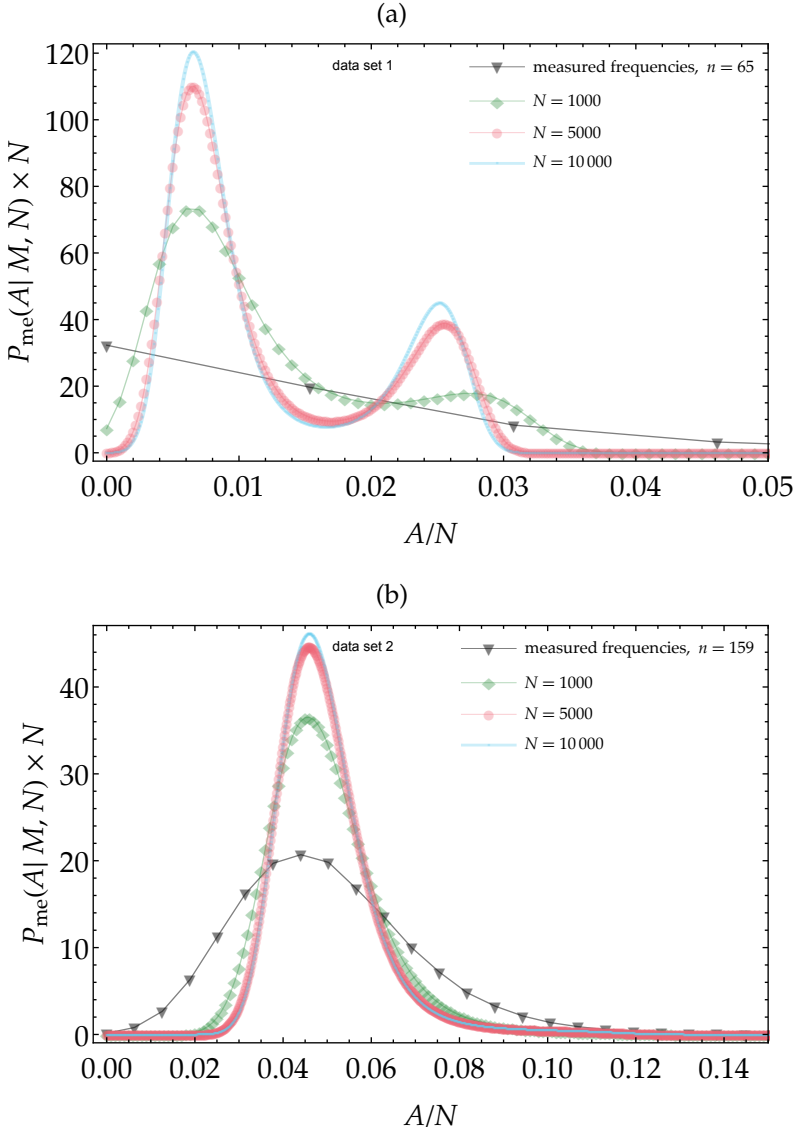 (a)
data set 1
measured frequencies, n = 65
N = 1000
N = 5000
N = 10 000
P_me(A| M, N) × N
120
100
80
60
40
20
0
0.00 0.01 0.02 0.03 0.04 0.05
A/N
(b)
data set 2
measured frequencies, n = 159
N = 1000
N = 5000
N = 10 000
P_me(A| M, N) × N
40
30
20
10
0
0.00 0.02 0.04 0.06 0.08 0.10 0.12 0.14
A/N